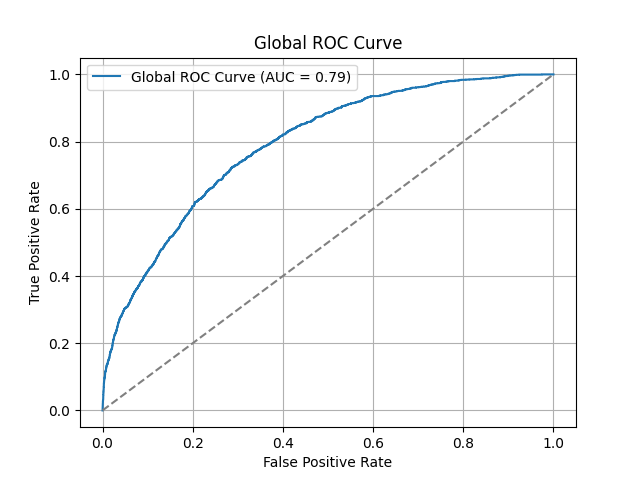 Global ROC Curve
Global ROC Curve (AUC = 0.79)
1.0
0.8
0.6
0.4
0.2
0.0
True Positive Rate
0.0 0.2 0.4 0.6 0.8 1.0
False Positive Rate